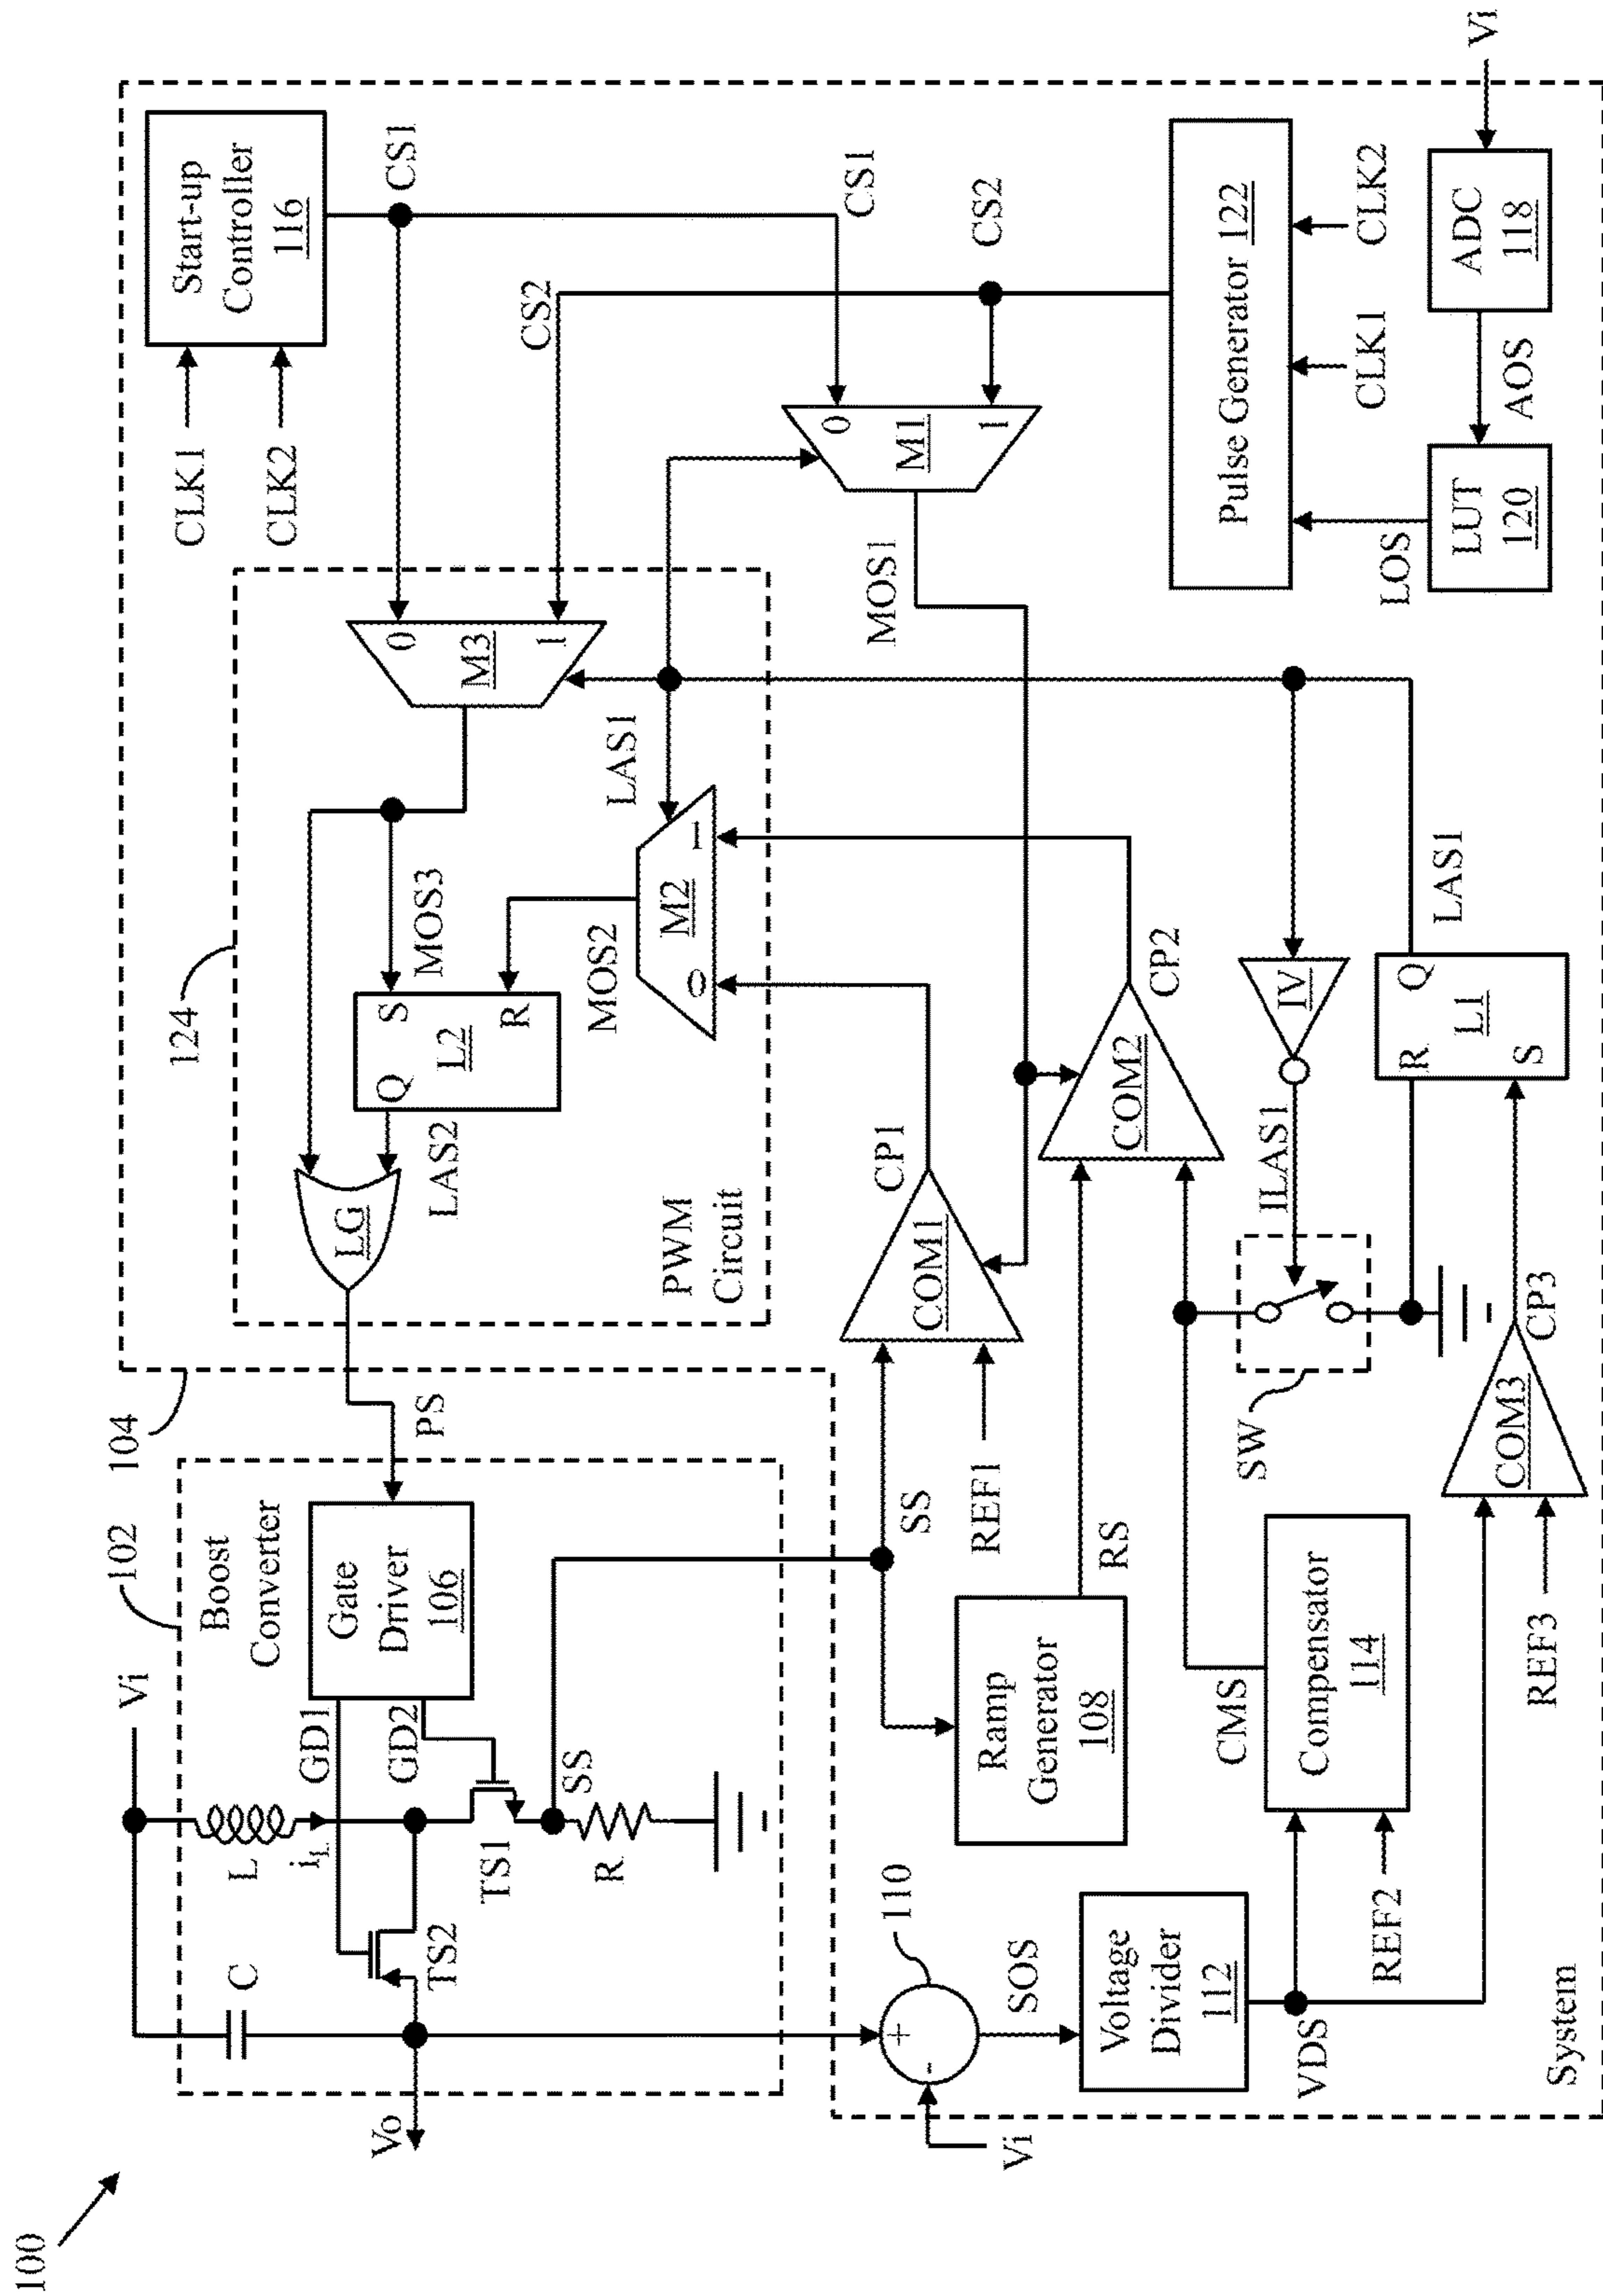 100
Vo
Vi
102
Boost
Converter
C
L
iL
GD1
GD2
TS2
TS1
SS
R
Gate
Driver
106
PS
104
124
LG
LAS2
Q
S
L2
R
MOS3
MOS2
M2
0
1
LAS1
M3
0
1
PWM
Circuit
CLK1
CLK2
Start-up
Controller
116
CS1
CS2
CS1
CS2
0
M1
1
MOS1
Vi
110
+
-
SOS
Voltage
Divider
112
VDS
SS
REF1
COM1
CP1
Ramp
Generator
108
RS
COM2
CP2
CMS
Compensator
114
REF2
SW
ILAS1
IV
REF3
COM3
CP3
R
Q
L1
S
LAS1
Pulse Generator 122
CLK1
CLK2
LOS
LUT
120
AOS
ADC
118
Vi
System